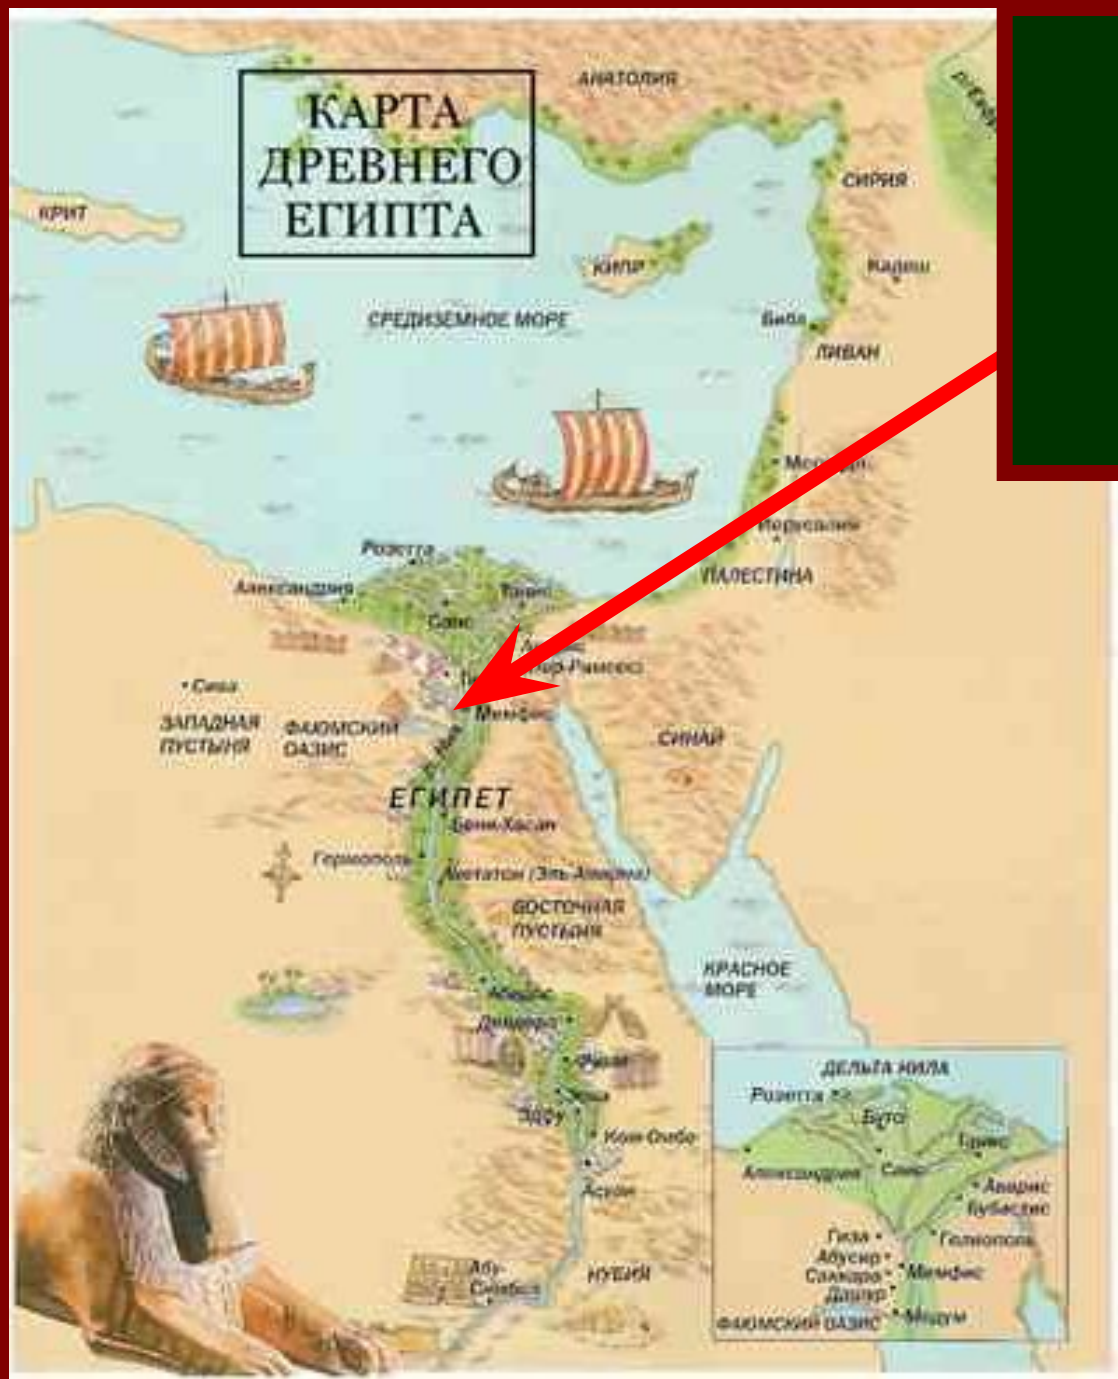 КАРТА
ДРЕВНЕГО
ЕГИПТА
АНАТОЛИЯ
СИРИЯ
КРИТ
КИПР
Кадеш
СРЕДИЗЕМНОЕ МОРЕ
Библ
ЛИВАН
Иерусалим
ПАЛЕСТИНА
Розетта
Александрия
Танис
Саис
Пер-Рамсес)
Сива
Мемфис
ЗАПАДНАЯ
ПУСТЫНЯ
ФАЮМСКИЙ
ОАЗИС
СИНАЙ
ЕГИПЕТ
Бени-Хасан
Гермополь
Ахетатон (Эль-Амарна)
ВОСТОЧНАЯ
ПУСТЫНЯ
КРАСНОЕ
МОРЕ
Абидос
Дендера
Фивы
Эдфу
Ком-Омбо
Асуан
Абу-
Симбел
НУБИЯ
ДЕЛЬТА НИЛА
Розетта
Буто
Танис
Александрия
Саис
Аварис
Бубастис
Гиза
Гелиополь
Абусир
Саккара
Мемфис
Дашур
ФАЮМСКИЙ ОАЗИС
Медум